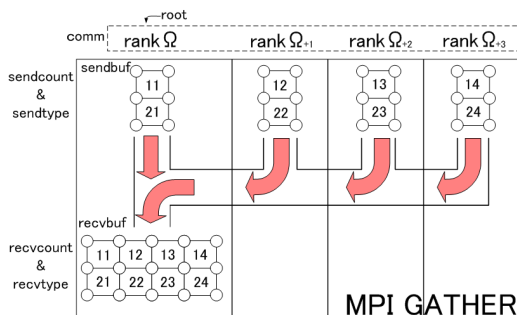 root
comm rank Ω rank Ω+1 rank Ω+2 rank Ω+3
sendbuf
sendcount
&
sendtype
11 12 13 14
21 22 23 24
recvbuf
recvcount
&
recvtype
11 12 13 14
21 22 23 24
MPI GATHER